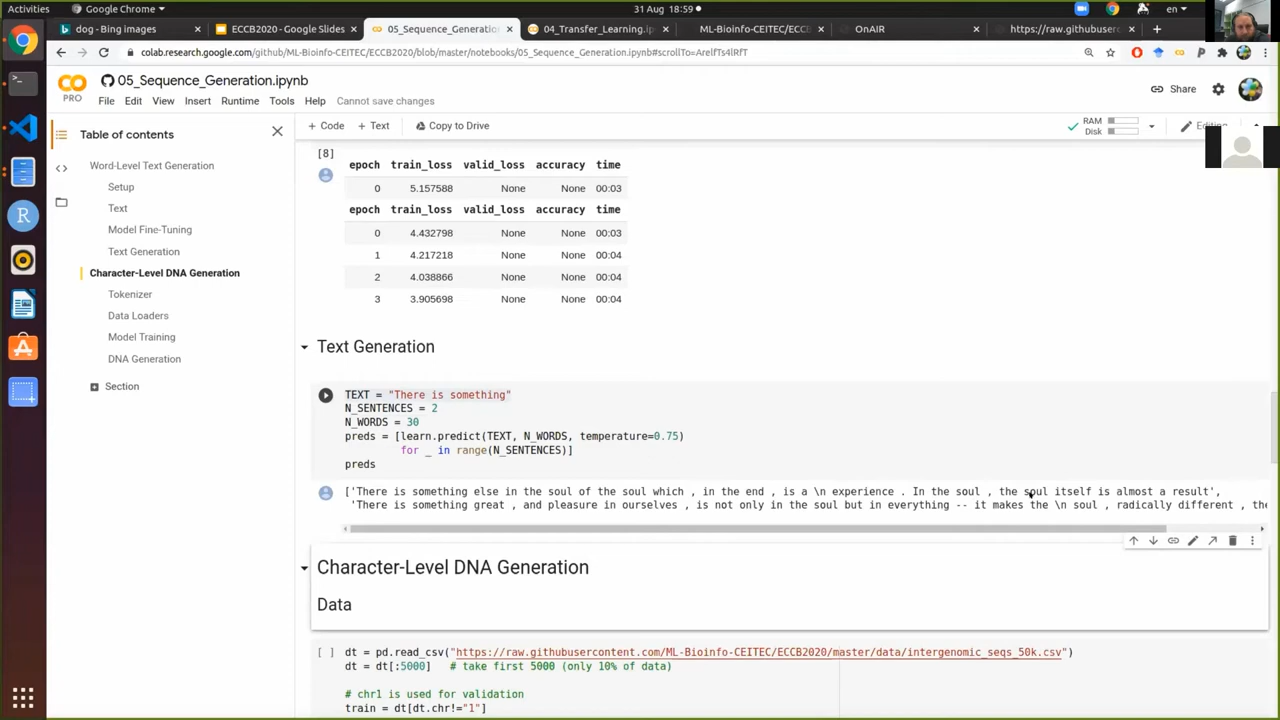 Activities
Google Chrome
31 Aug 18:59
en
dog - Bing images
ECCB2020 - Google Slides
05_Sequence_Generation
04_Transfer_Learning.ip
ML-Bioinfo-CEITEC/ECCB
OnAIR
https://raw.githubuserc
colab.research.google.com/github/ML-Bioinfo-CEITEC/ECCB2020/blob/master/notebooks/05_Sequence_Generation.ipynb#scrollTo=ArelfTs4lRfT
PRO
05_Sequence_Generation.ipynb
Share
File Edit View Insert Runtime Tools Help Cannot save changes
Table of contents
+ Code + Text Copy to Drive
RAM
Disk
Editing
Word-Level Text Generation
Setup
Text
Model Fine-Tuning
Text Generation
Character-Level DNA Generation
Tokenizer
Data Loaders
Model Training
DNA Generation
Section
[8]
epoch train_loss valid_loss accuracy time
0 5.157588 None None 00:03
epoch train_loss valid_loss accuracy time
0 4.432798 None None 00:03
1 4.217218 None None 00:04
2 4.038866 None None 00:04
3 3.905698 None None 00:04
Text Generation
TEXT = "There is something"
N_SENTENCES = 2
N_WORDS = 30
preds = [learn.predict(TEXT, N_WORDS, temperature=0.75)
for _ in range(N_SENTENCES)]
preds
['There is something else in the soul of the soul which , in the end , is a \n experience . In the soul , the soul itself is almost a result',
'There is something great , and pleasure in ourselves , is not only in the soul but in everything -- it makes the \n soul , radically different , the
Character-Level DNA Generation
Data
[ ]
dt = pd.read_csv("https://raw.githubusercontent.com/ML-Bioinfo-CEITEC/ECCB2020/master/data/intergenomic_seqs_50k.csv")
dt = dt[:5000] # take first 5000 (only 10% of data)
# chr1 is used for validation
train = dt[dt.chr!="1"]